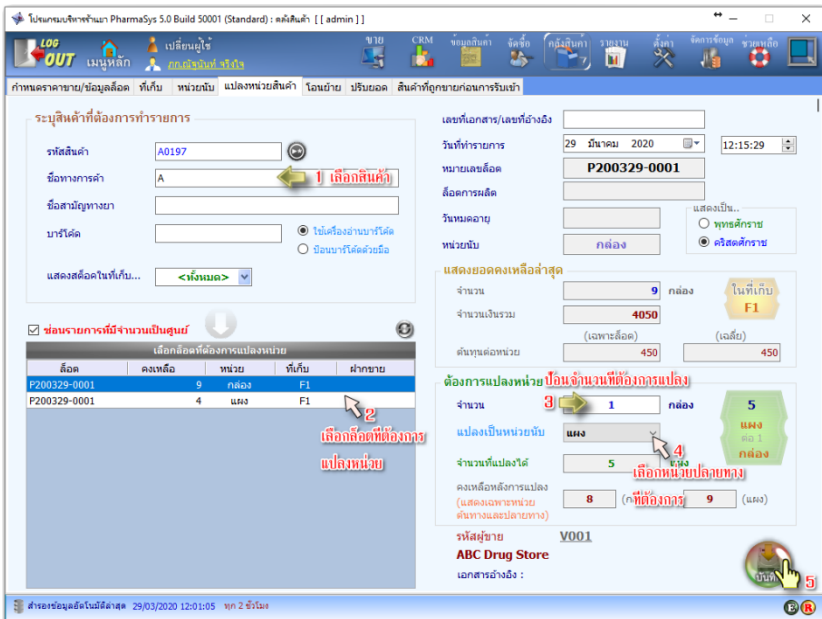 โปรแกรมบริหารร้านยา PharmaSys 5.0 Build 50001 (Standard) : คลังสินค้า [ [ admin ] ]
LOG OUT เมนูหลัก
เปลี่ยนผู้ใช้
ขาย CRM ข้อมูลสินค้า จัดซื้อ คลังสินค้า รายงาน ตั้งค่า จัดการข้อมูล ช่วยเหลือ
กำหนดราคาขาย/ข้อมูลล็อต ที่เก็บ หน่วยนับ แปลงหน่วยสินค้า โอนย้าย ปรับยอด สินค้าที่ถูกขายก่อนการรับเข้า
ระบุสินค้าที่ต้องการทำรายการ
รหัสสินค้า A0197
ชื่อทางการค้า A
1 เลือกสินค้า
ชื่อสามัญทางยา
บาร์โค้ด
ใช้เครื่องอ่านบาร์โค้ด
ป้อนบาร์โค้ดด้วยมือ
แสดงสต็อคในที่เก็บ... <ทั้งหมด>
ซ่อนรายการที่มีจำนวนเป็นศูนย์
เลือกล็อตที่ต้องการแปลงหน่วย
ล็อต คงเหลือ หน่วย ที่เก็บ ฝากขาย
P200329-0001 9 กล่อง F1
P200329-0001 4 แผง F1
2
เลือกล็อตที่ต้องการ
แปลงหน่วย
เลขที่เอกสาร/เลขที่อ้างอิง
วันที่ทำรายการ 29 มีนาคม 2020 12:15:29
หมายเลขล็อต P200329-0001
ล็อตการผลิต
วันหมดอายุ
แสดงเป็น..
พุทธศักราช
คริสตศักราช
หน่วยนับ กล่อง
แสดงยอดคงเหลือล่าสุด
จำนวน 9 กล่อง
ในที่เก็บ
F1
จำนวนเงินรวม 4050
(เฉพาะล็อต) (เฉลี่ย)
ต้นทุนต่อหน่วย 450 450
ต้องการแปลงหน่วย ป้อนจำนวนที่ต้องการแปลง
จำนวน 3 1 กล่อง
5
แผง
ต่อ 1
กล่อง
แปลงเป็นหน่วยนับ แผง
4
เลือกหน่วยปลายทาง
ที่ต้องการ
จำนวนที่แปลงได้ 5 แผง
คงเหลือหลังการแปลง
(แสดงเฉพาะหน่วย
ต้นทางและปลายทาง)
8 9 (แผง)
รหัสผู้ขาย V001
ABC Drug Store
เอกสารอ้างอิง :
บันทึก 5
สำรองข้อมูลอัตโนมัติล่าสุด 29/03/2020 12:01:05 ทุก 2 ชั่วโมง
E R